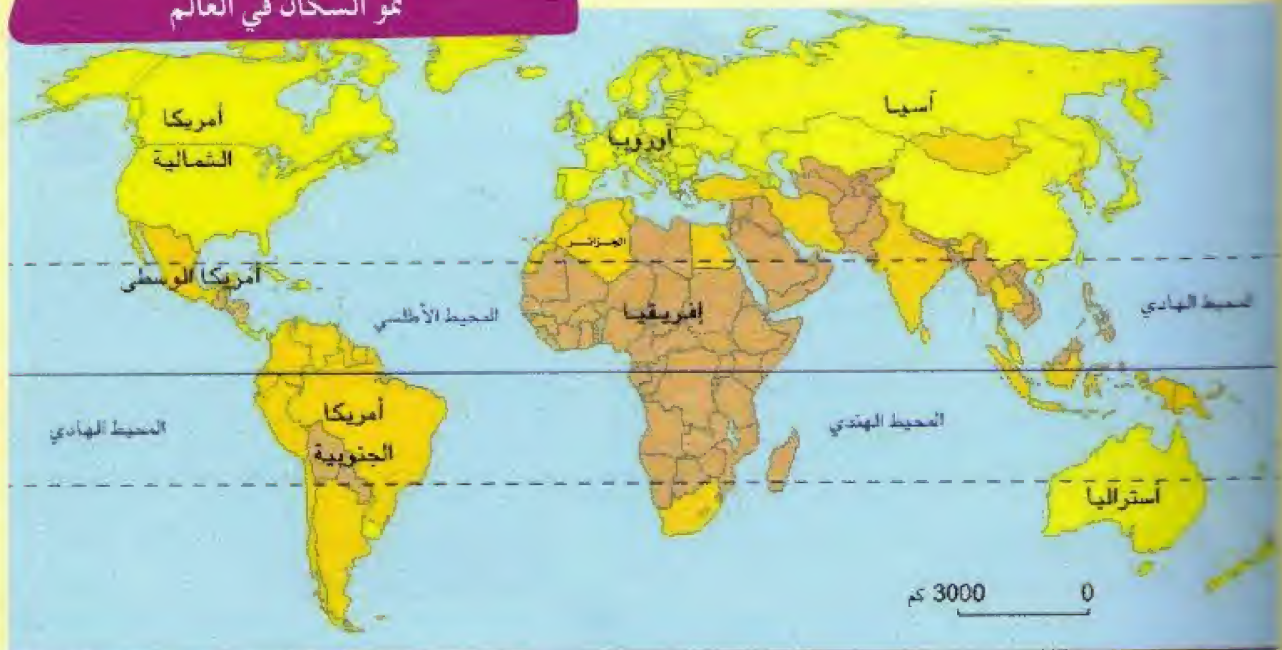 نمو السكان في العالم
أمريكا
الشمالية
أوروبا
آسيا
الجزائر
أمريكا الوسطى
المحيط الأطلسي
إفريقيا
المحيط الهادي
أمريكا
الجنوبية
المحيط الهادي
المحيط الهندي
أستراليا
3000 كم
0